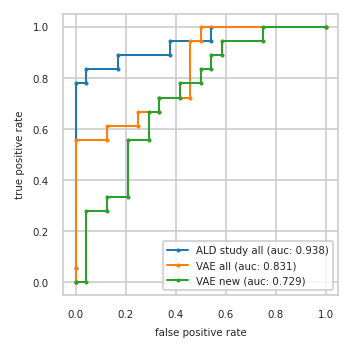 true positive rate
1.0
0.8
0.6
0.4
0.2
0.0
ALD study all (auc: 0.938)
VAE all (auc: 0.831)
VAE new (auc: 0.729)
0.0 0.2 0.4 0.6 0.8 1.0
false positive rate